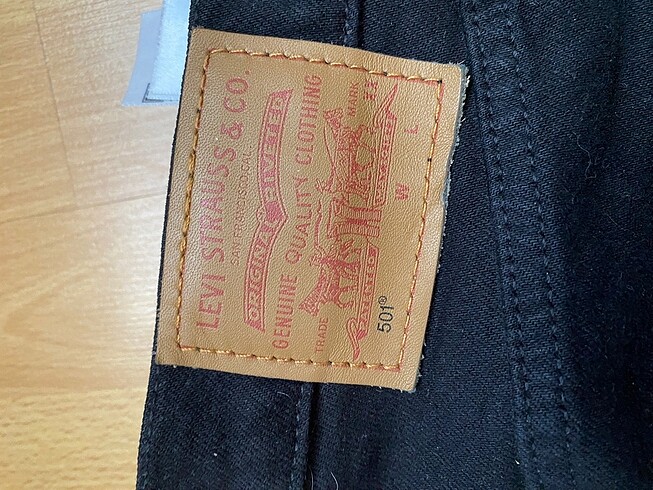 LEVI STRAUSS & CO.
SAN FRANCISCO CAL.
ORIGINAL RIVETED
GENUINE QUALITY CLOTHING
TRADE MARK
501® W L